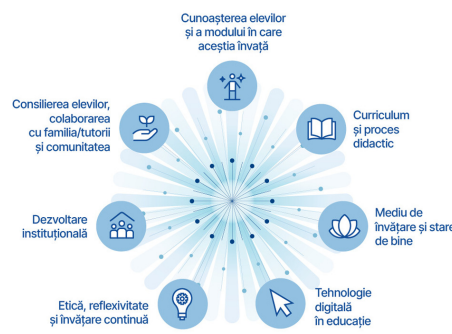 Cunoașterea elevilor
și a modului în care
aceștia învață
Curriculum
și proces
didactic
Mediu de
învățare și stare
de bine
Tehnologie
digitală
în educație
Etică, reflexivitate
și învățare continuă
Dezvoltare
instituțională
Consilierea elevilor,
colaborarea
cu familia/tutorii
și comunitatea